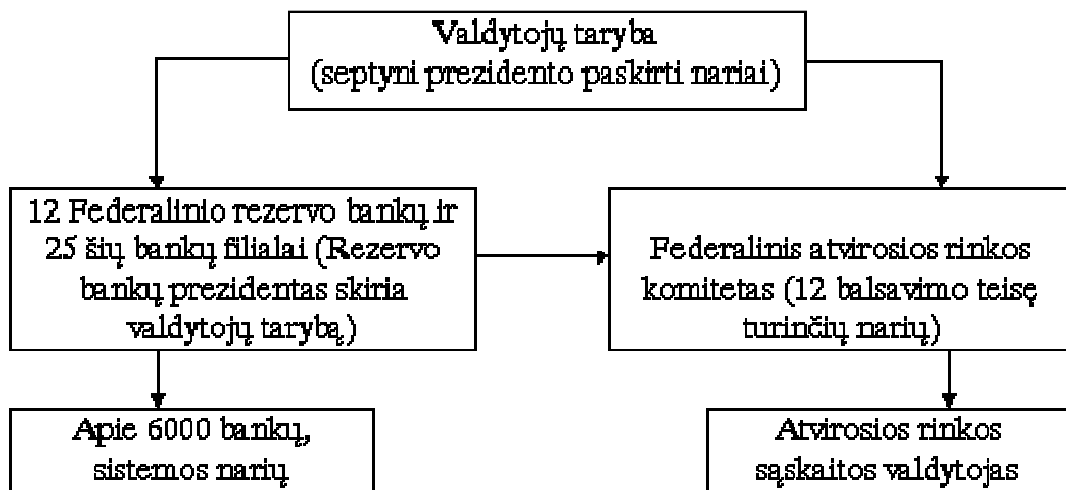 Valdytojų taryba
(septyni prezidento paskirti nariai)
12 Federalinio rezervo bankų ir
25 šių bankų filialai (Rezervo
bankų prezidentas skiria
valdytojų tarybą)
Federalinis atvirosios rinkos
komitetas (12 balsavimo teisę
turinčių narių)
Apie 6000 bankų,
sistemos narių
Atvirosios rinkos
sąskaitos valdytojas